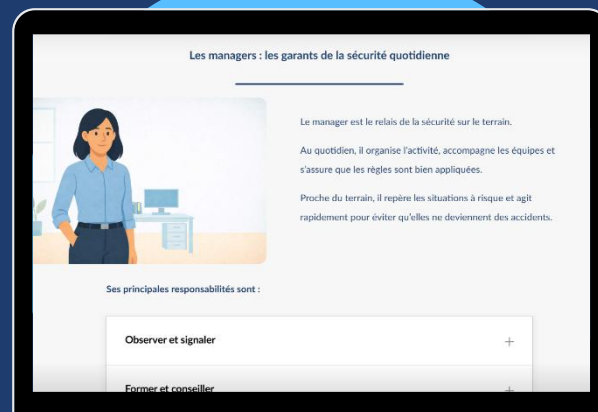 Les managers : les garants de la sécurité quotidienne
Le manager est le relais de la sécurité sur le terrain.
Au quotidien, il organise l'activité, accompagne les équipes et
s'assure que les règles sont bien appliquées.
Proche du terrain, il repère les situations à risque et agit
rapidement pour éviter qu'elles ne deviennent des accidents.
Ses principales responsabilités sont :
Observer et signaler
Former et conseiller